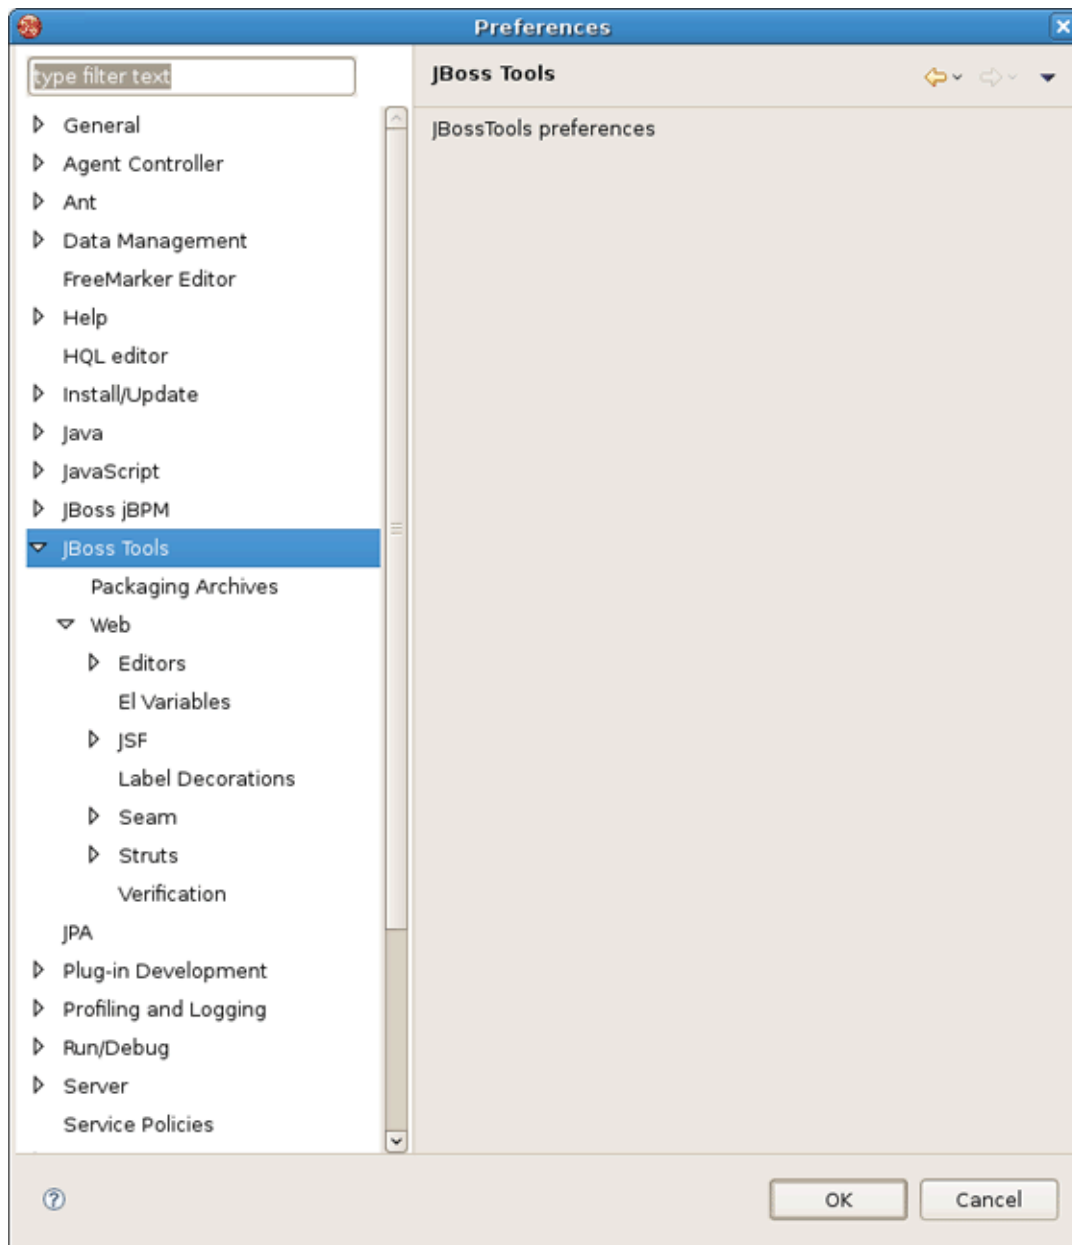 Preferences
type filter text
General
Agent Controller
Ant
Data Management
FreeMarker Editor
Help
HQL editor
Install/Update
Java
JavaScript
JBoss jBPM
JBoss Tools
Packaging Archives
Web
Editors
El Variables
JSF
Label Decorations
Seam
Struts
Verification
JPA
Plug-in Development
Profiling and Logging
Run/Debug
Server
Service Policies
JBoss Tools
JBossTools preferences
?
OK
Cancel